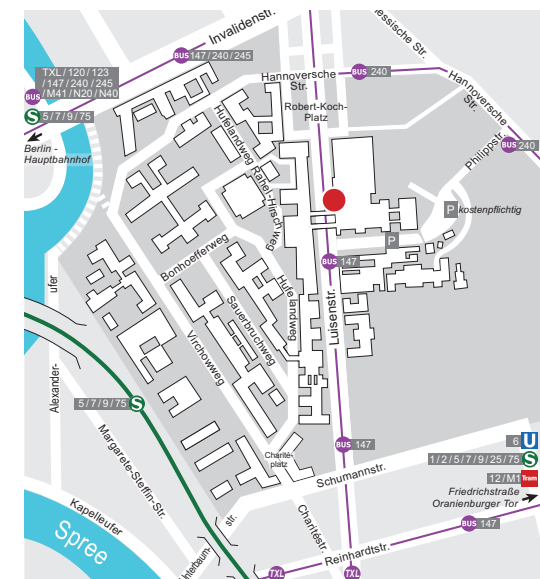 Invalidenstr.
BUS 147/240/245
Hessische Str.
TXL/120/123
/147/240/245
/M41/N20/N40
BUS
S 5/7/9/75
Berlin -
Hauptbahnhof
Hannoversche
Str.
BUS 240
Hannoversche
Str.
Robert-Koch-
Platz
Philippstr.
BUS 240
Hufelandweg
Rahel-Hirsch weg
P kostenpflichtig
P
Bonhoefferweg
BUS 147
Hufelandweg
Sauerbruchweg
Luisenstr.
Virchowweg
ufer
Alexander-
5/7/9/75 S
Margarete-Steffin-Str.
Charité-
platz
BUS 147
Schumannstr.
6 U
1/2/5/7/9/25/75 S
12/M1 Tram
Friedrichstraße
Oranienburger Tor
Kapelleufer
Spree
str.
Charitéstr.
BUS 147
Reinhardtstr.
TXL
TXL